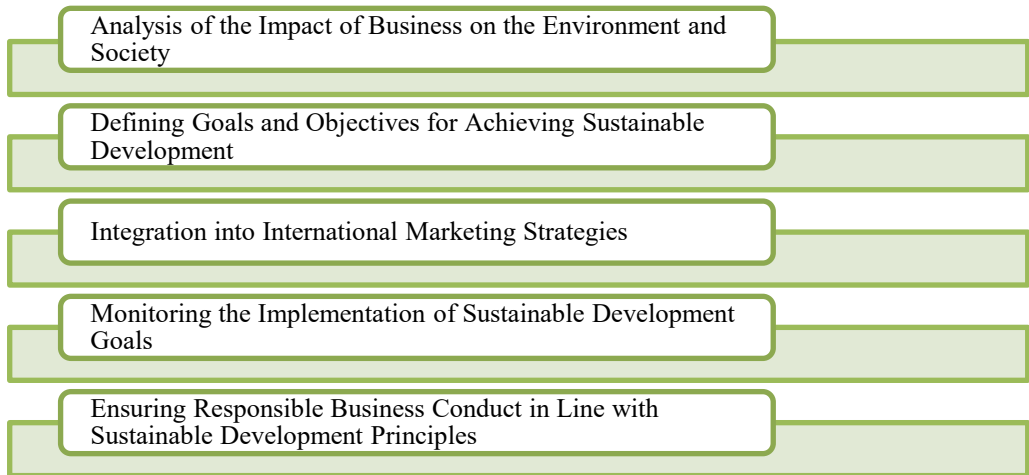 Analysis of the Impact of Business on the Environment and
Society
Defining Goals and Objectives for Achieving Sustainable
Development
Integration into International Marketing Strategies
Monitoring the Implementation of Sustainable Development
Goals
Ensuring Responsible Business Conduct in Line with
Sustainable Development Principles